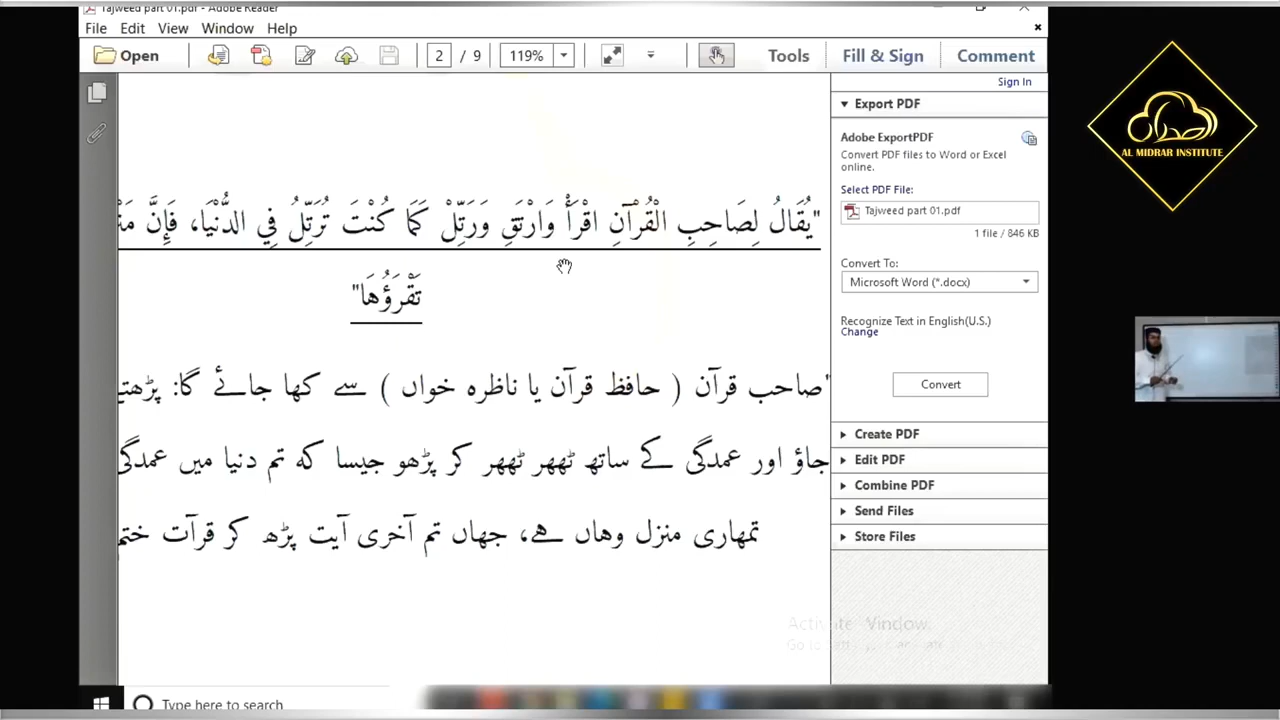 Tajweed part 01.pdf - Adobe Reader
File Edit View Window Help
Open
2 / 9
119%
Tools
Fill & Sign
Comment
Sign In
Export PDF
Adobe ExportPDF
Convert PDF files to Word or Excel
online.
Select PDF File:
Tajweed part 01.pdf
1 file / 846 KB
Convert To:
Microsoft Word (*.docx)
Recognize Text in English(U.S.)
Change
Convert
Create PDF
Edit PDF
Combine PDF
Send Files
Store Files
"يُقَالُ لِصَاحِبِ الْقُرْآنِ اقْرَأْ وَارْتَقِ وَرَتِّلْ كَمَا كُنْتَ تُرَتِّلُ فِي الدُّنْيَا، فَإِنَّ
تَقْرَؤُهَا"
"صاحب قرآن ( حافظ قرآن یا ناظرہ خواں ) سے کہا جائے گا: پڑھتے
جاؤ اور عمدگی کے ساتھ ٹھہر ٹھہر کر پڑھو جیسا کہ تم دنیا میں عمدگی
تمہاری منزل وہاں ہے، جہاں تم آخری آیت پڑھ کر قرآت ختم
Type here to search
AL MIDRAR INSTITUTE